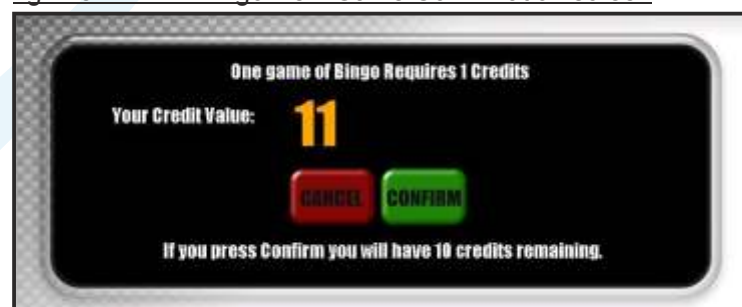 One game of Bingo Requires 1 Credits
Your Credit Value: 11
CANCEL CONFIRM
If you press Confirm you will have 10 credits remaining.